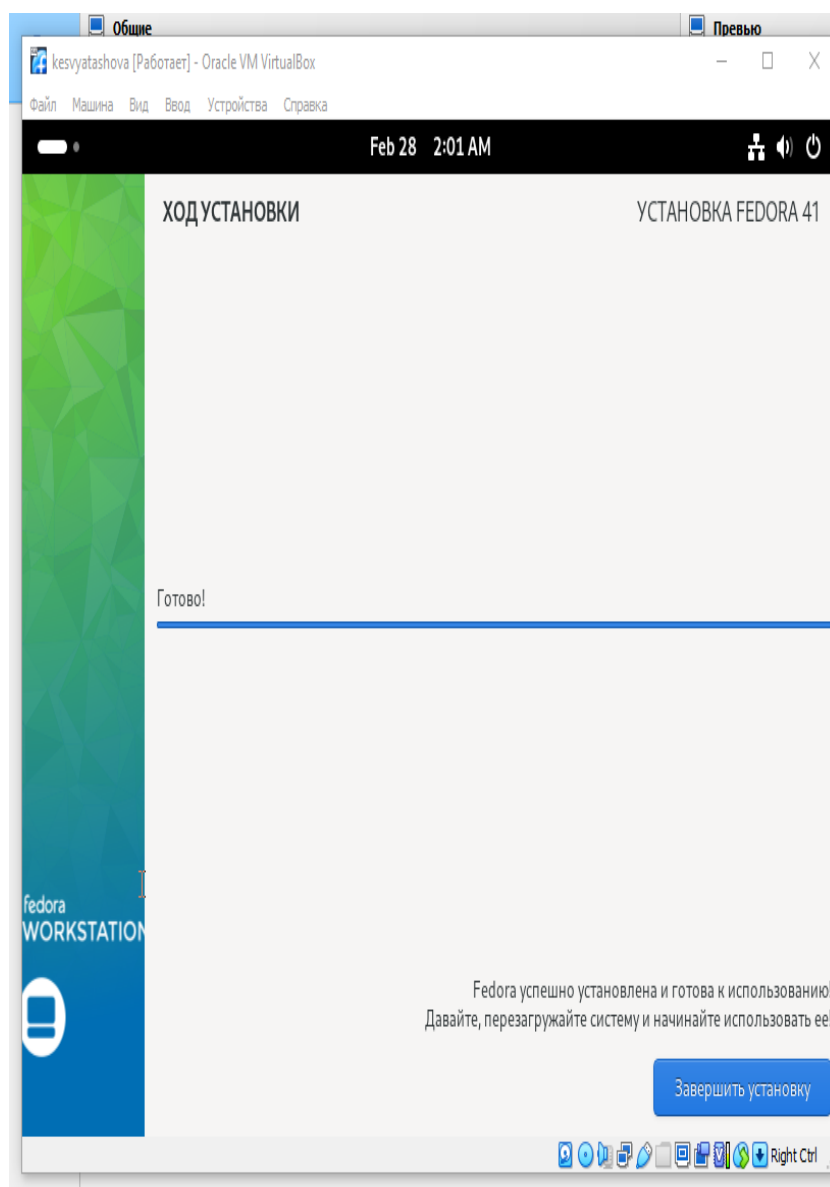 Общие
Превью
kesvyatashova [Работает] - Oracle VM VirtualBox
Файл Машина Вид Ввод Устройства Справка
Feb 28 2:01 AM
ХОД УСТАНОВКИ
УСТАНОВКА FEDORA 41
Готово!
fedora
WORKSTATION
Fedora успешно установлена и готова к использованию!
Давайте, перезагружайте систему и начинайте использовать ее!
Завершить установку
Right Ctrl